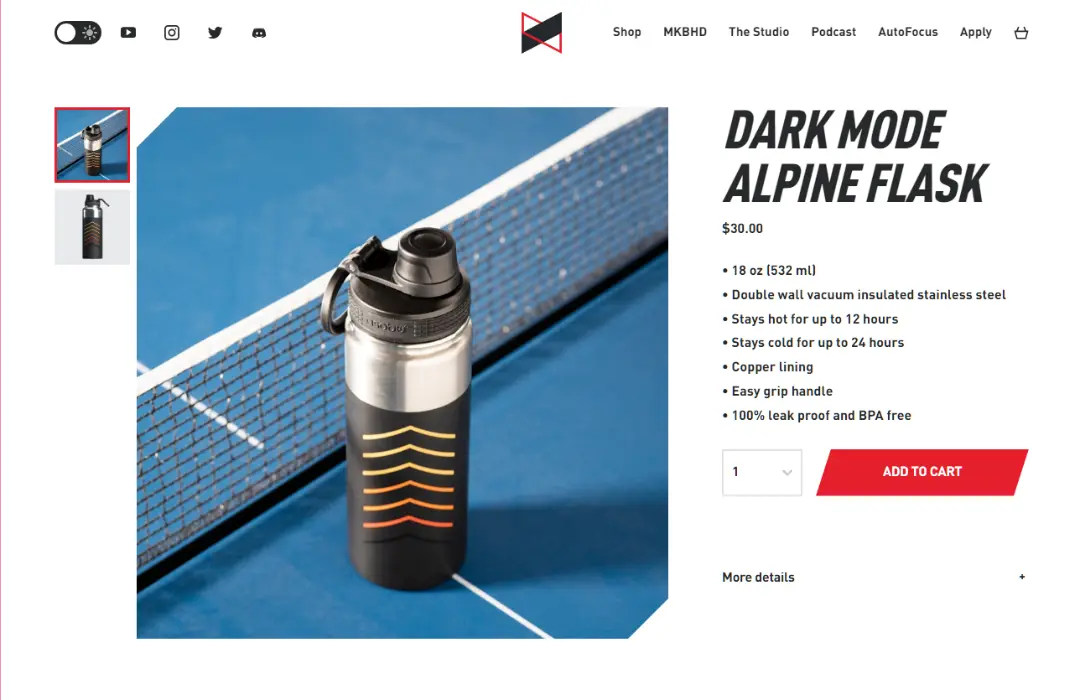 Shop MKBHD The Studio Podcast AutoFocus Apply
DARK MODE
ALPINE FLASK
$30.00
• 18 oz (532 ml)
• Double wall vacuum insulated stainless steel
• Stays hot for up to 12 hours
• Stays cold for up to 24 hours
• Copper lining
• Easy grip handle
• 100% leak proof and BPA free
1 ADD TO CART
More details +